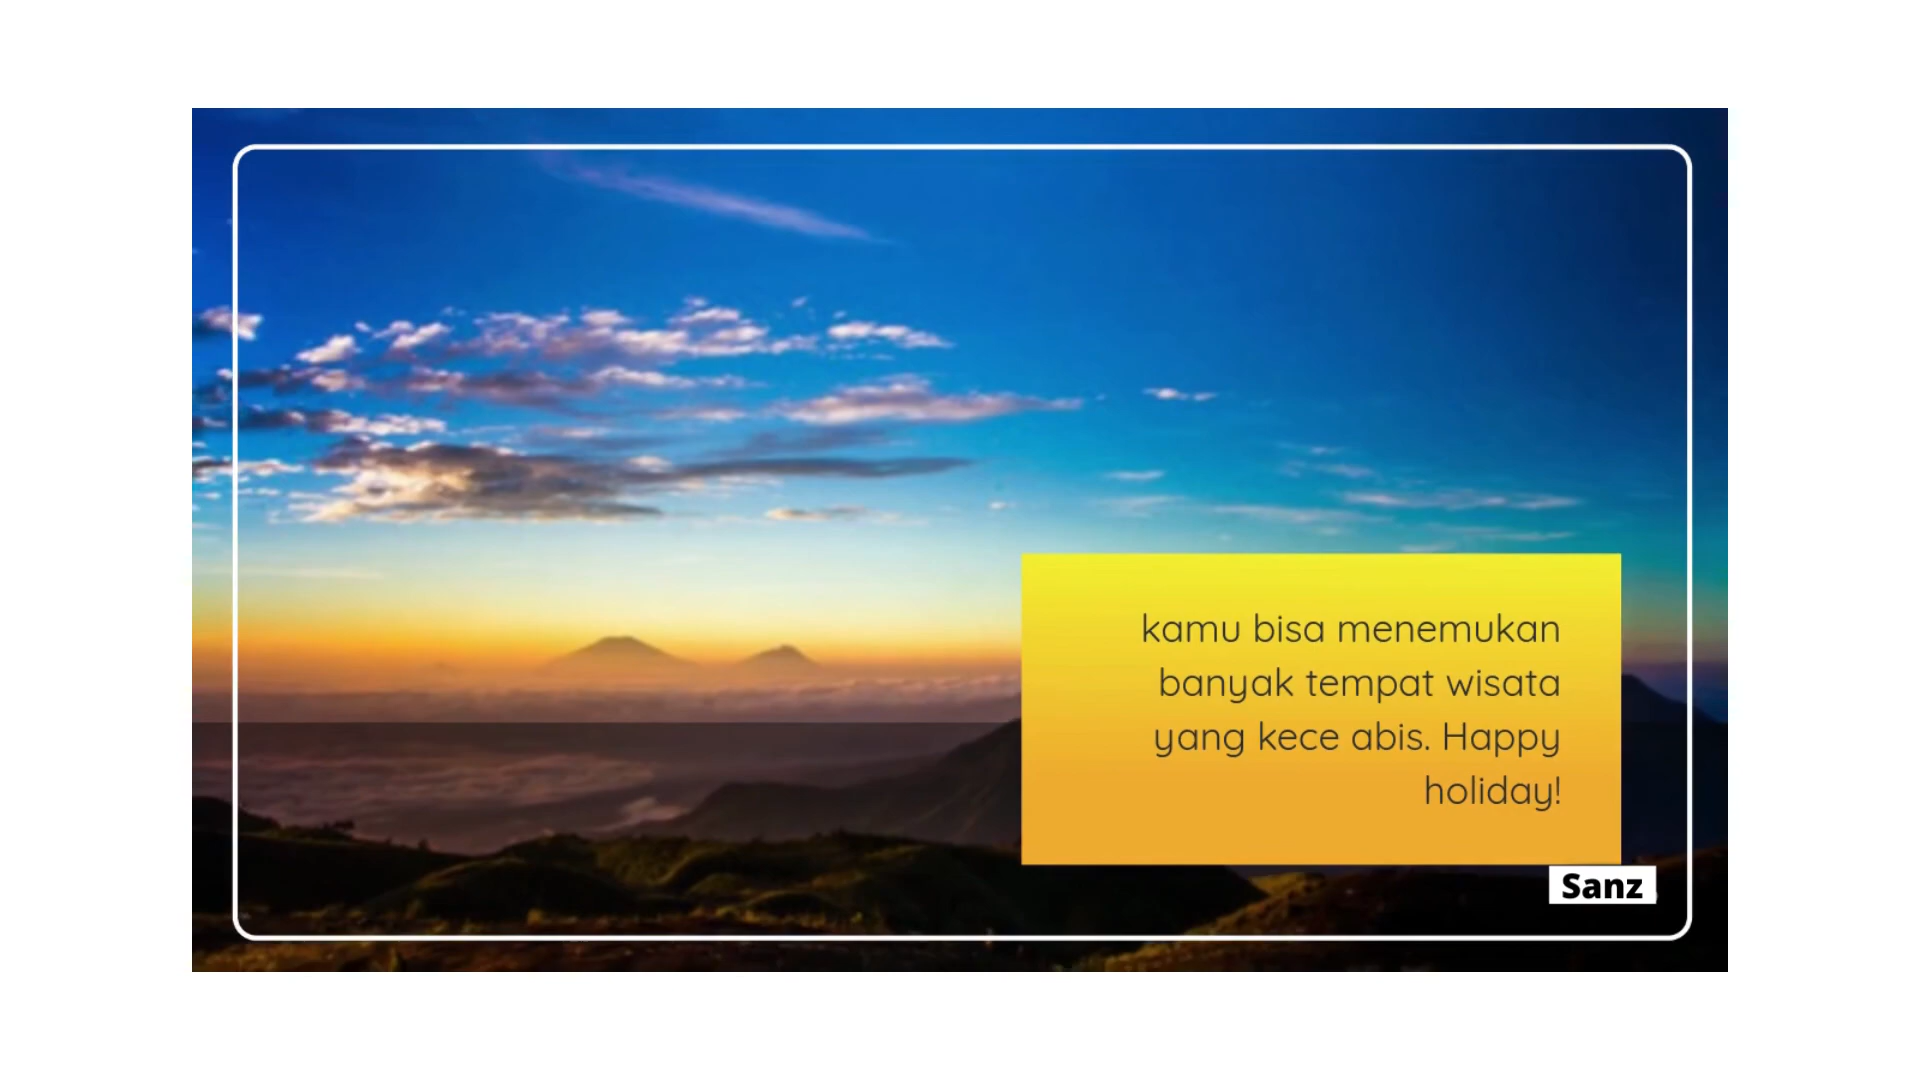 kamu bisa menemukan
banyak tempat wisata
yang kece abis. Happy
holiday!
Sanz